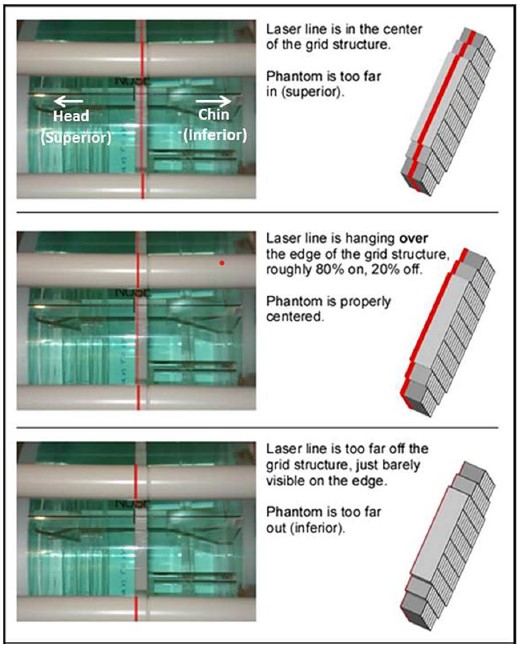 Laser line is in the center
of the grid structure.
Phantom is too far
in (superior).
NOSE
Head
(Superior)
Chin
(Inferior)
Laser line is hanging over
the edge of the grid structure,
roughly 80% on, 20% off.
Phantom is properly
centered.
NOSE
Laser line is too far off the
grid structure, just barely
visible on the edge.
Phantom is too far
out (inferior).
NOSE